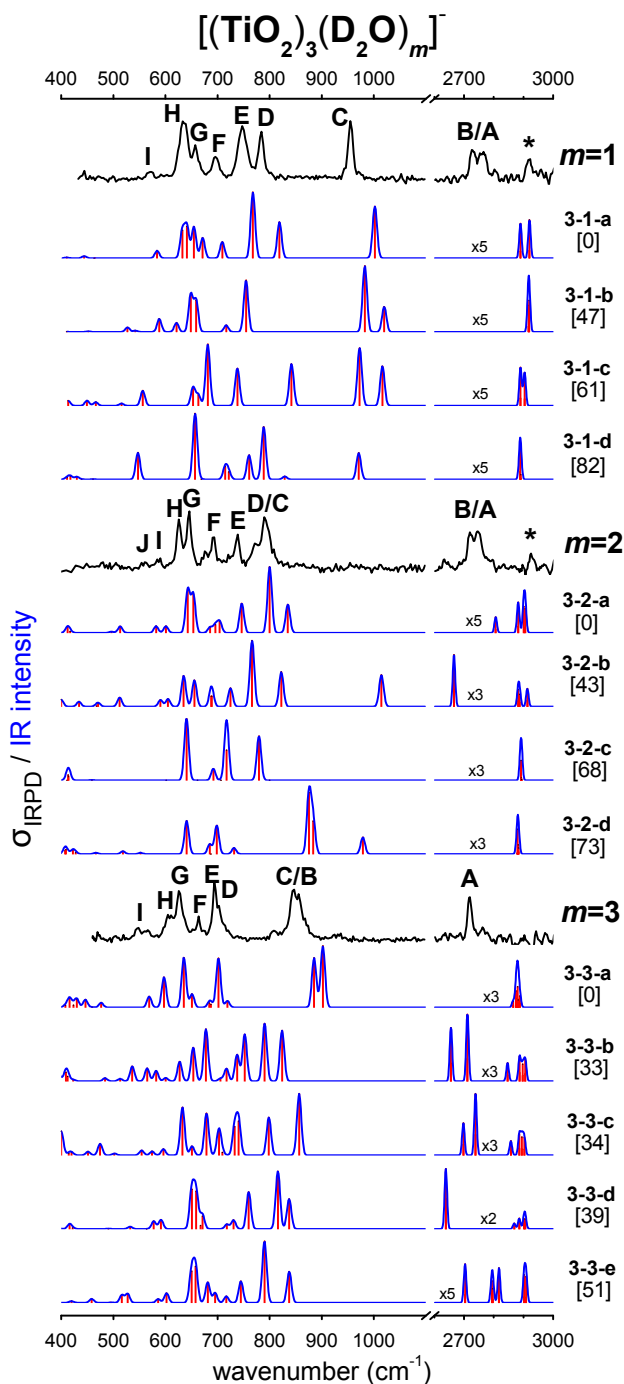 [(TiO₂)₃(D₂O)ₘ]⁻
400 500 600 700 800 900 1000 2700 3000
H G F E D C B/A * I m=1
3-1-a
[0]
x5
3-1-b
[47]
x5
3-1-c
[61]
x5
3-1-d
[82]
x5
J I H G F E D/C B/A * m=2
3-2-a
[0]
x5
3-2-b
[43]
x3
3-2-c
[68]
x3
3-2-d
[73]
x3
I H G F E D C/B A m=3
3-3-a
[0]
x3
3-3-b
[33]
x3
3-3-c
[34]
x3
3-3-d
[39]
x2
3-3-e
[51]
x5
400 500 600 700 800 900 1000 2700 3000
wavenumber (cm⁻¹)
σIRPD / IR intensity